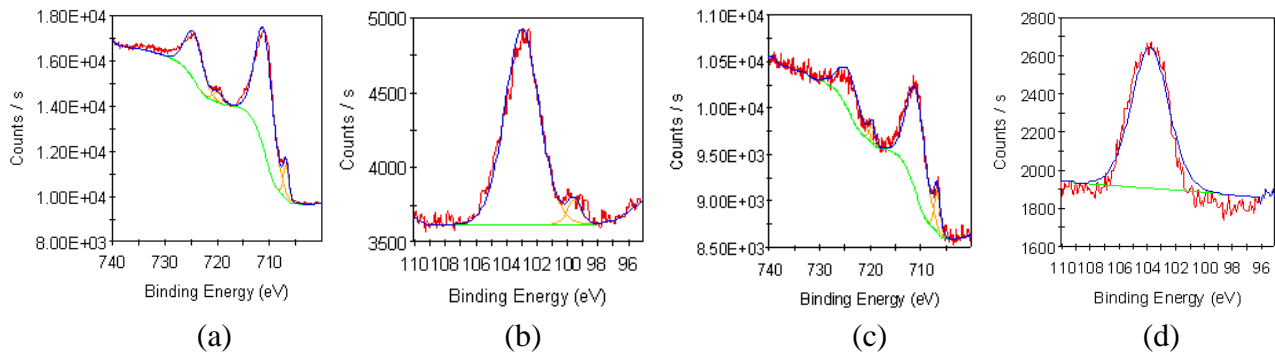 1.80E+04
1.60E+04
1.40E+04
1.20E+04
1.00E+04
8.00E+03
Counts / s
740 730 720 710
Binding Energy (eV)
(a)
5000
4500
4000
3500
Counts / s
110 108 106 104 102 100 98 96
Binding Energy (eV)
(b)
1.10E+04
1.05E+04
1.00E+04
9.50E+03
9.00E+03
8.50E+03
Counts / s
740 730 720 710
Binding Energy (eV)
(c)
2800
2600
2400
2200
2000
1800
1600
Counts / s
110 108 106 104 102 100 98 96
Binding Energy (eV)
(d)